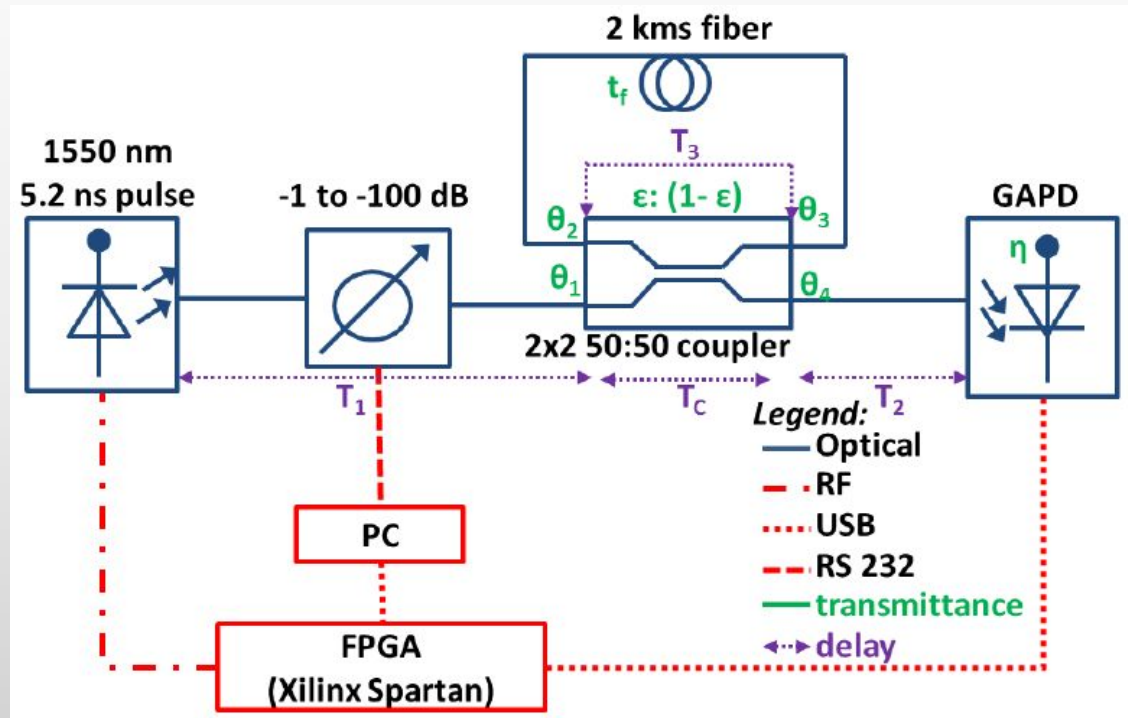 2 kms fiber
t_f
T_3
1550 nm
5.2 ns pulse
-1 to -100 dB
ε: (1- ε)
GAPD
θ_2
θ_3
η
θ_1
θ_4
2x2 50:50 coupler
T_1
T_C
T_2
Legend:
Optical
RF
USB
RS 232
transmittance
delay
PC
FPGA
(Xilinx Spartan)